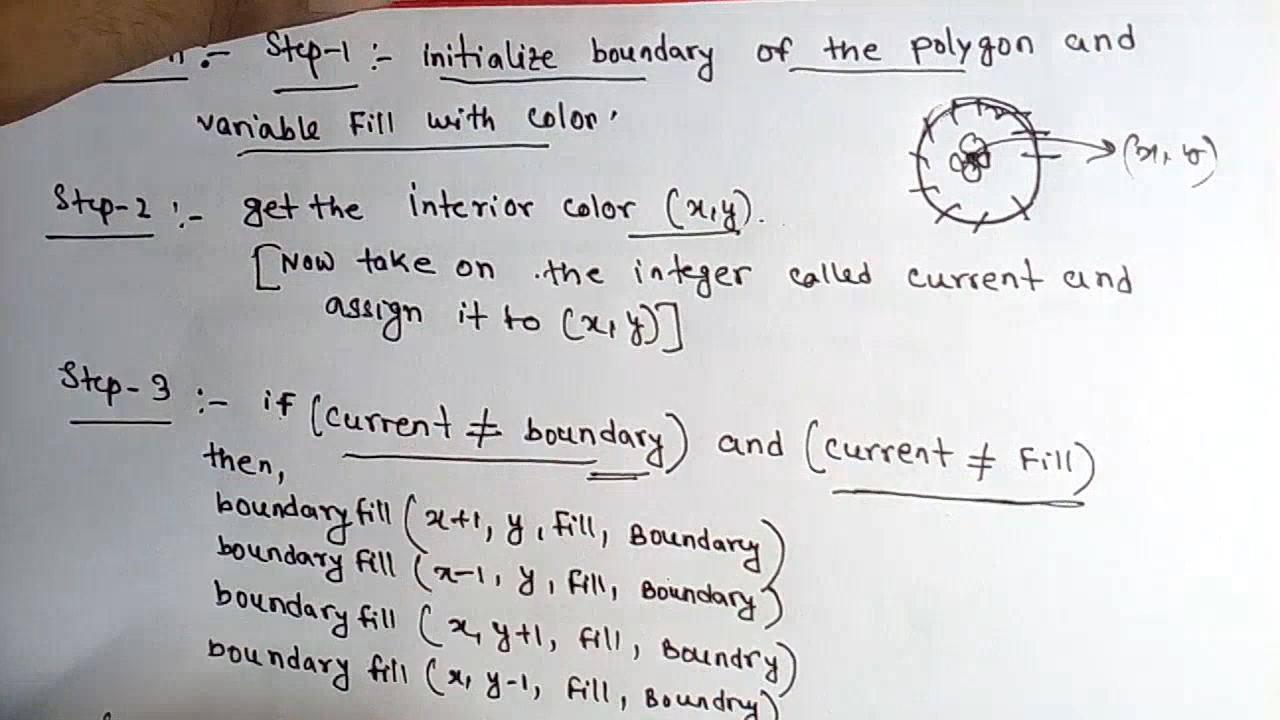 :- Step-1 :- initialize boundary of the polygon and
variable Fill with color.
(x, y)
Step-2 :- get the interior color (x,y).
[Now take on the integer called current and
assign it to (x, y)]
Step-3 :- if (current ≠ boundary) and (current ≠ Fill)
then,
boundary fill (x+1, y, fill, Boundary)
boundary fill (x-1, y, fill, Boundary)
boundary fill (x, y+1, fill, Boundry)
boundary fill (x, y-1, fill, Boundry)